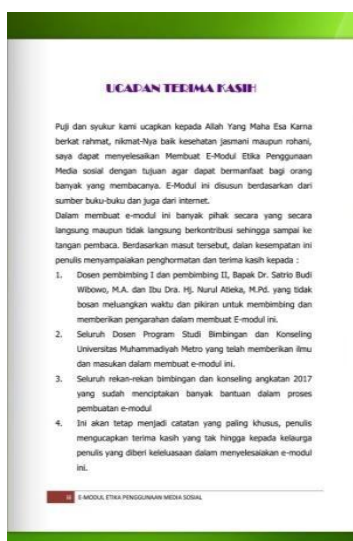 UCAPAN TERIMA KASIH
Puji dan syukur kami ucapkan kepada Allah Yang Maha Esa Karna
berkat rahmat, nikmat-Nya baik kesehatan jasmani maupun rohani,
saya dapat menyelesaikan Membuat E-Modul Etika Penggunaan
Media sosial dengan tujuan agar dapat bermanfaat bagi orang
banyak yang membacanya. E-Modul ini disusun berdasarkan dari
sumber buku-buku dan juga dari internet.
Dalam membuat e-modul ini banyak pihak secara yang secara
langsung maupun tidak langsung berkontribusi sehingga sampai ke
tangan pembaca. Berdasarkan masut tersebut, dalan kesempatan ini
penulis menyampaiakan penghormatan dan terima kasih kepada :
1. Dosen pembimbing I dan pembimbing II, Bapak Dr. Satrio Budi
Wibowo, M.A. dan Ibu Dra. Hj. Nurul Atieka, M.Pd. yang tidak
bosan meluangkan waktu dan pikiran untuk membimbing dan
memberikan pengarahan dalam membuat E-modul ini.
2. Seluruh Dosen Program Studi Bimbingan dan Konseling
Universitas Muhammadiyah Metro yang telah memberikan ilmu
dan masukan dalam membuat e-modul ini.
3. Seluruh rekan-rekan bimbingan dan konseling angkatan 2017
yang sudah menciptakan banyak bantuan dalam proses
pembuatan e-modul
4. Ini akan tetap menjadi catatan yang paling khusus, penulis
mengucapkan terima kasih yang tak hingga kepada kelaurga
penulis yang diberi keleluasaan dalam menyelesaiakan e-modul
ini.
E-MODUL ETIKA PENGGUNAAN MEDIA SOSIAL